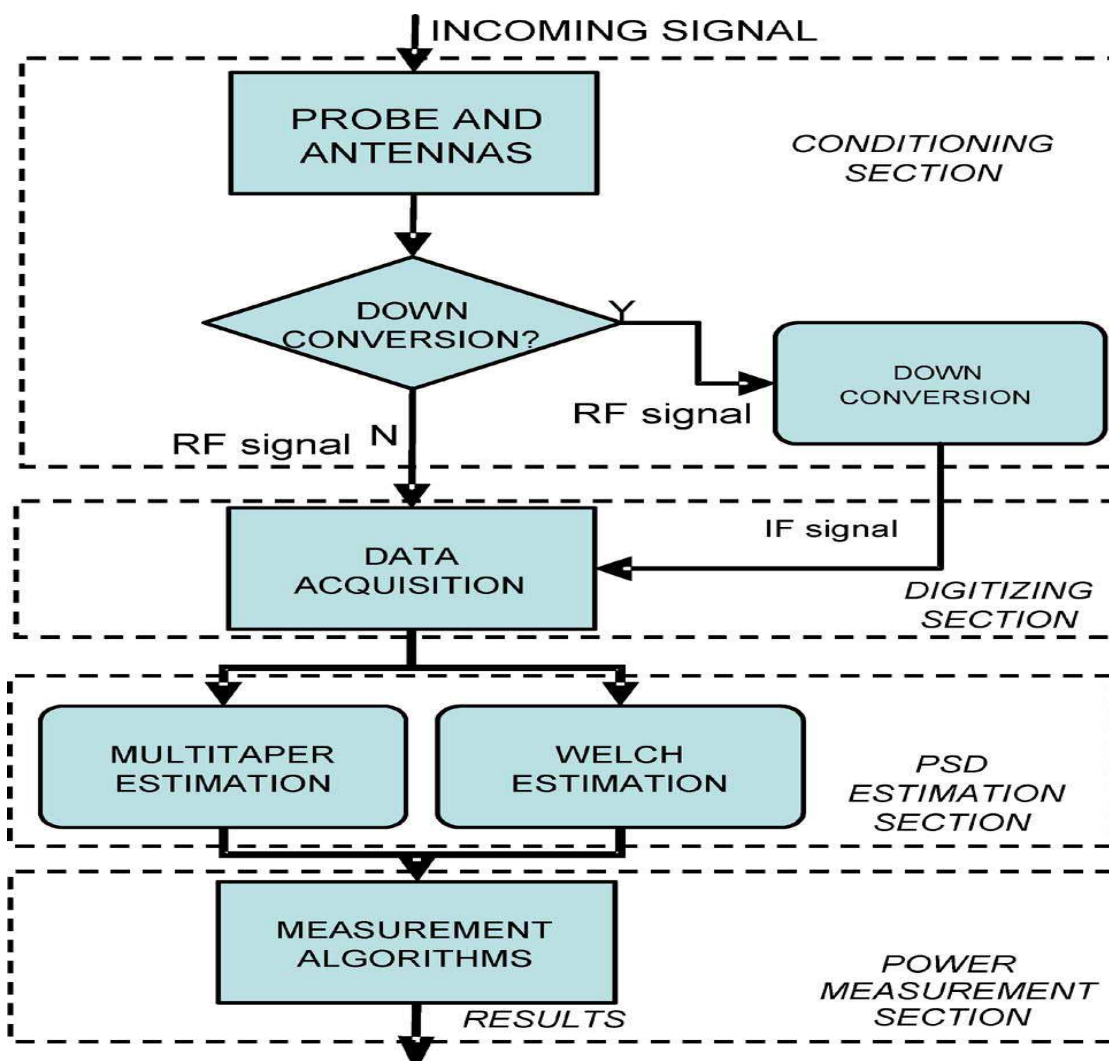 INCOMING SIGNAL
PROBE AND
ANTENNAS
CONDITIONING
SECTION
DOWN
CONVERSION?
Y
DOWN
CONVERSION
RF signal
RF signal
N
DATA
ACQUISITION
IF signal
DIGITIZING
SECTION
MULTITAPER
ESTIMATION
WELCH
ESTIMATION
PSD
ESTIMATION
SECTION
MEASUREMENT
ALGORITHMS
POWER
MEASUREMENT
SECTION
RESULTS